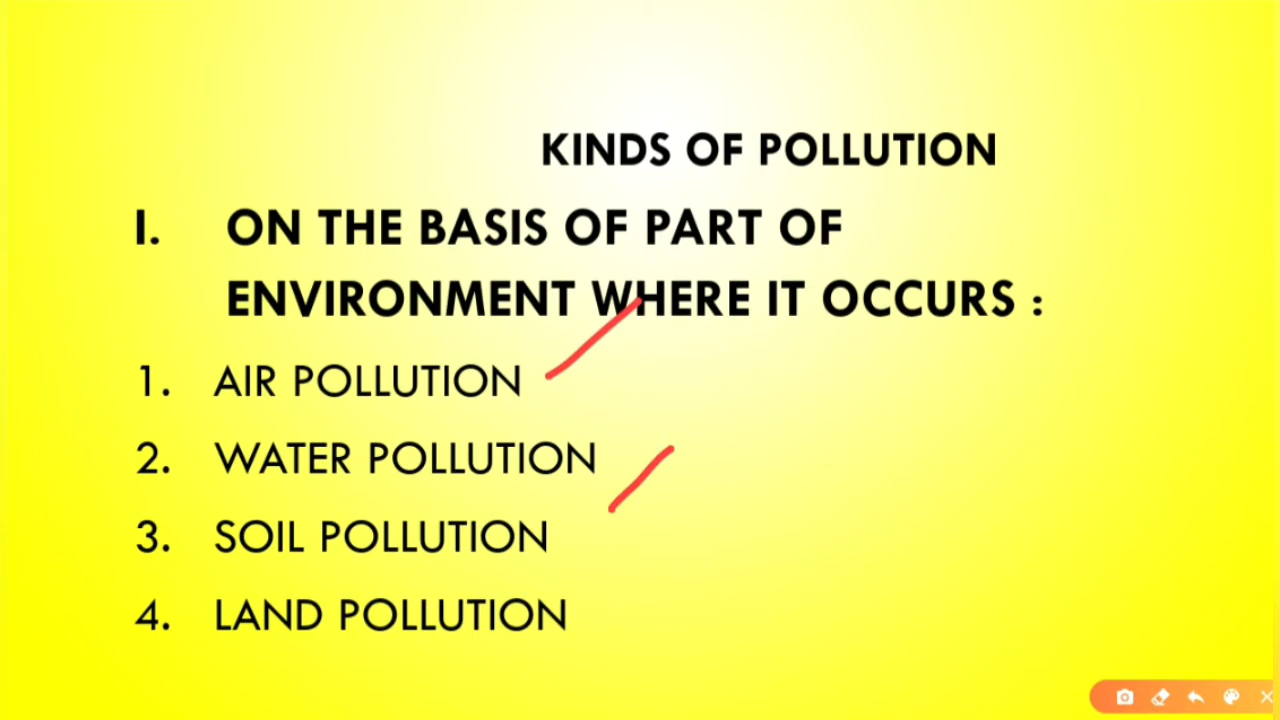 KINDS OF POLLUTION
I. ON THE BASIS OF PART OF
ENVIRONMENT WHERE IT OCCURS :
1. AIR POLLUTION
2. WATER POLLUTION
3. SOIL POLLUTION
4. LAND POLLUTION